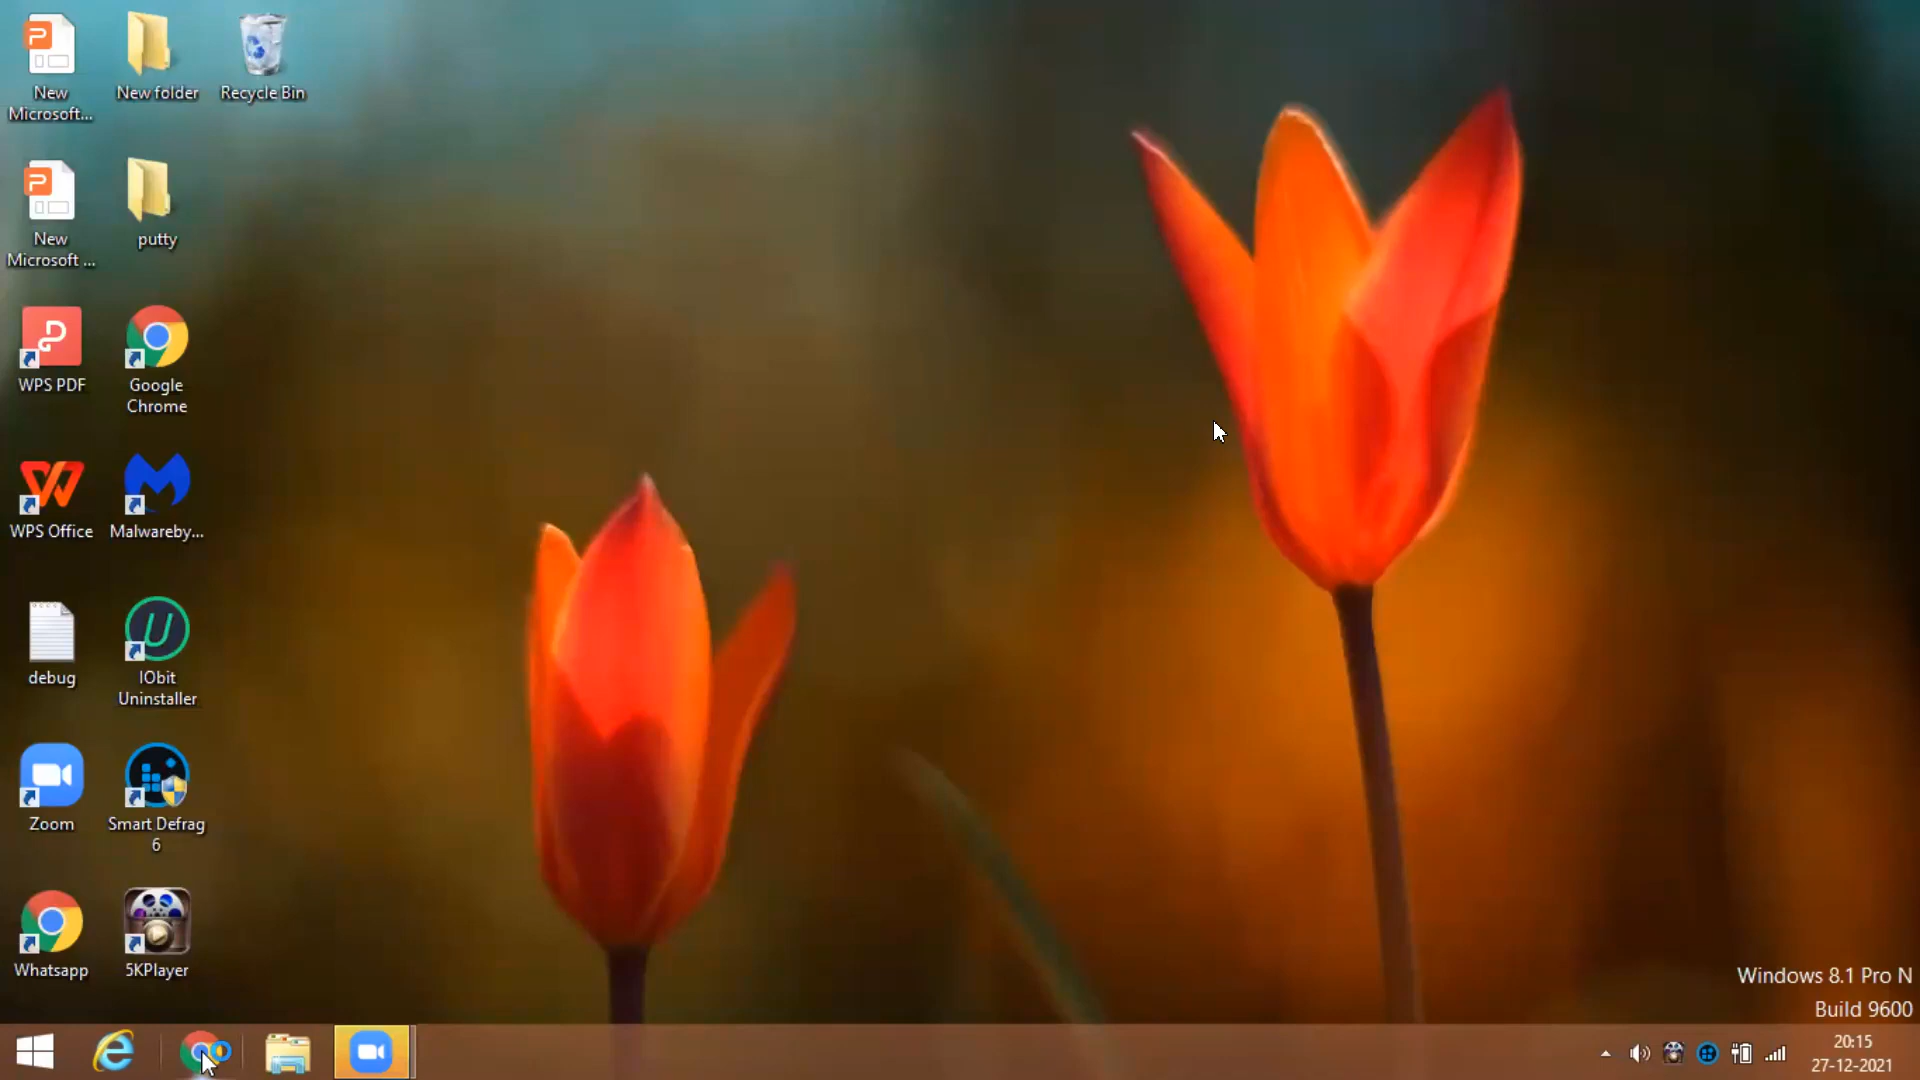 New
Microsoft...
New folder
Recycle Bin
New
Microsoft ...
putty
WPS PDF
Google
Chrome
WPS Office
Malwareby...
debug
IObit
Uninstaller
Zoom
Smart Defrag
6
Whatsapp
5KPlayer
Windows 8.1 Pro N
Build 9600
20:15
27-12-2021